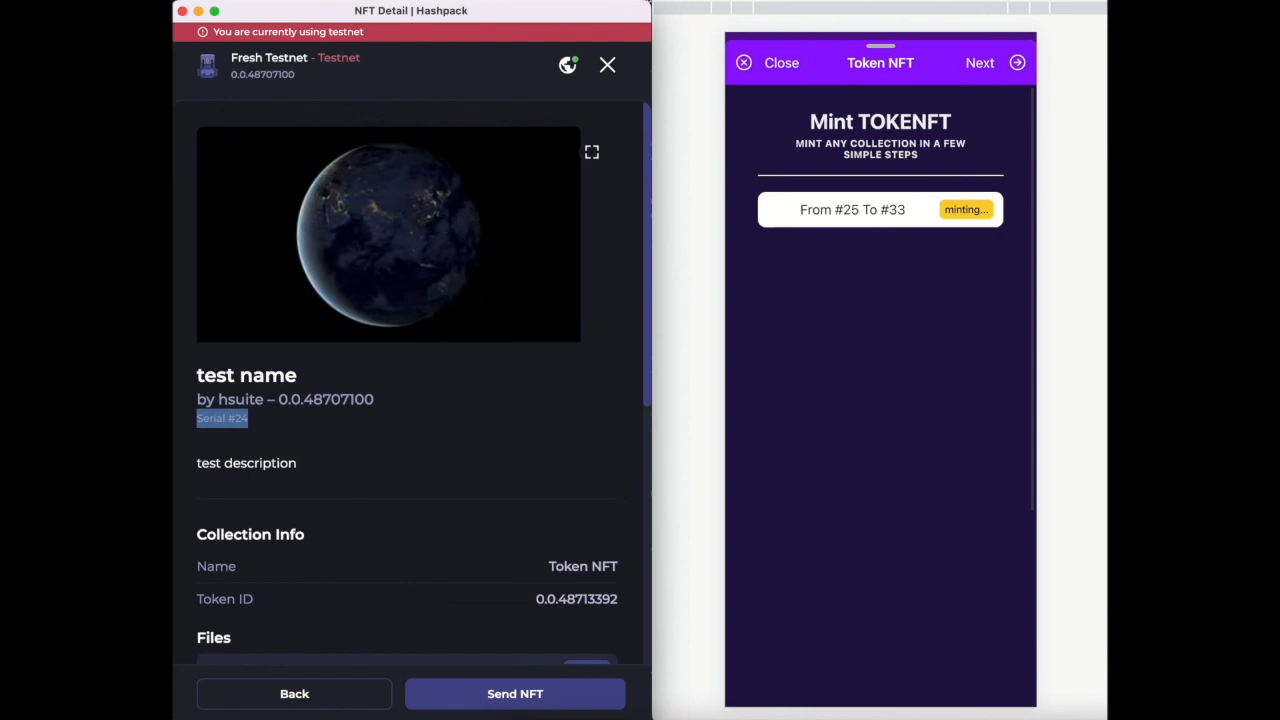 NFT Detail | Hashpack
You are currently using testnet
Fresh Testnet - Testnet
0.0.48707100
test name
by hsuite – 0.0.48707100
Serial #24
test description
Collection Info
Name Token NFT
Token ID 0.0.48713392
Files
Back Send NFT
Close Token NFT Next
Mint TOKENFT
MINT ANY COLLECTION IN A FEW
SIMPLE STEPS
From #25 To #33 minting...